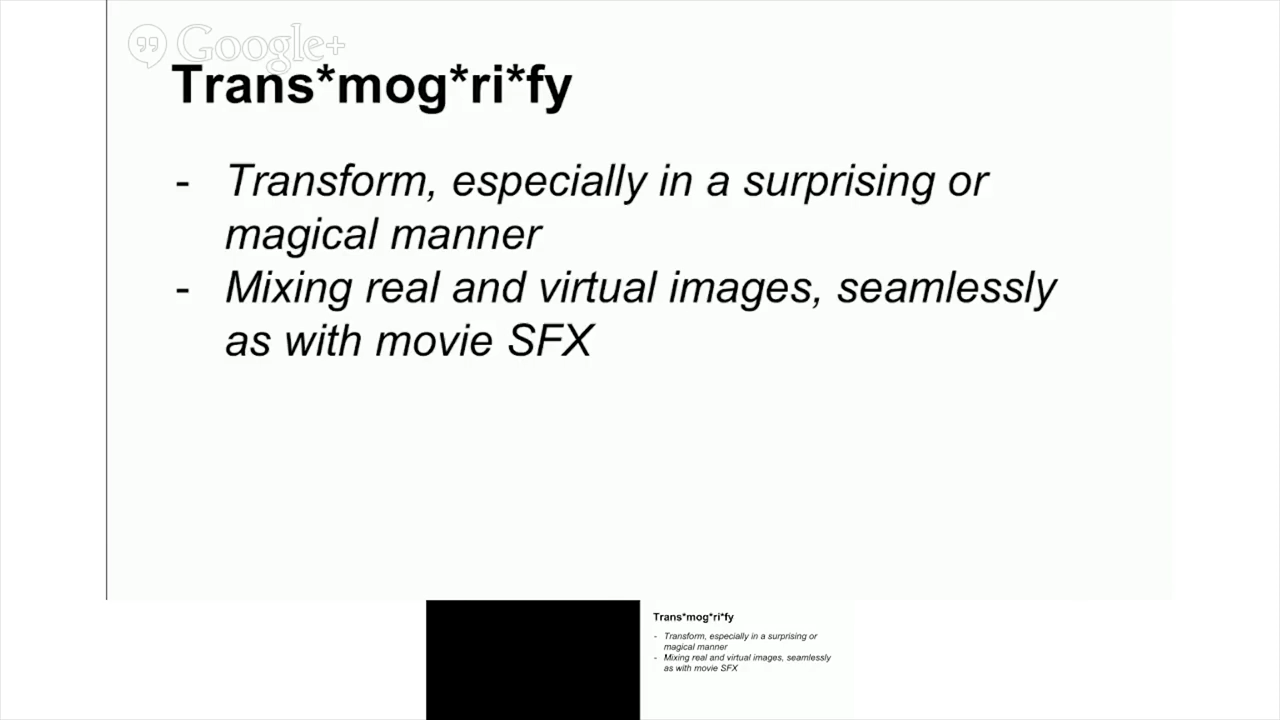 Google+
Trans*mog*ri*fy
- Transform, especially in a surprising or
magical manner
- Mixing real and virtual images, seamlessly
as with movie SFX
Trans*mog*ri*fy
- Transform, especially in a surprising or
magical manner
- Mixing real and virtual images, seamlessly
as with movie SFX